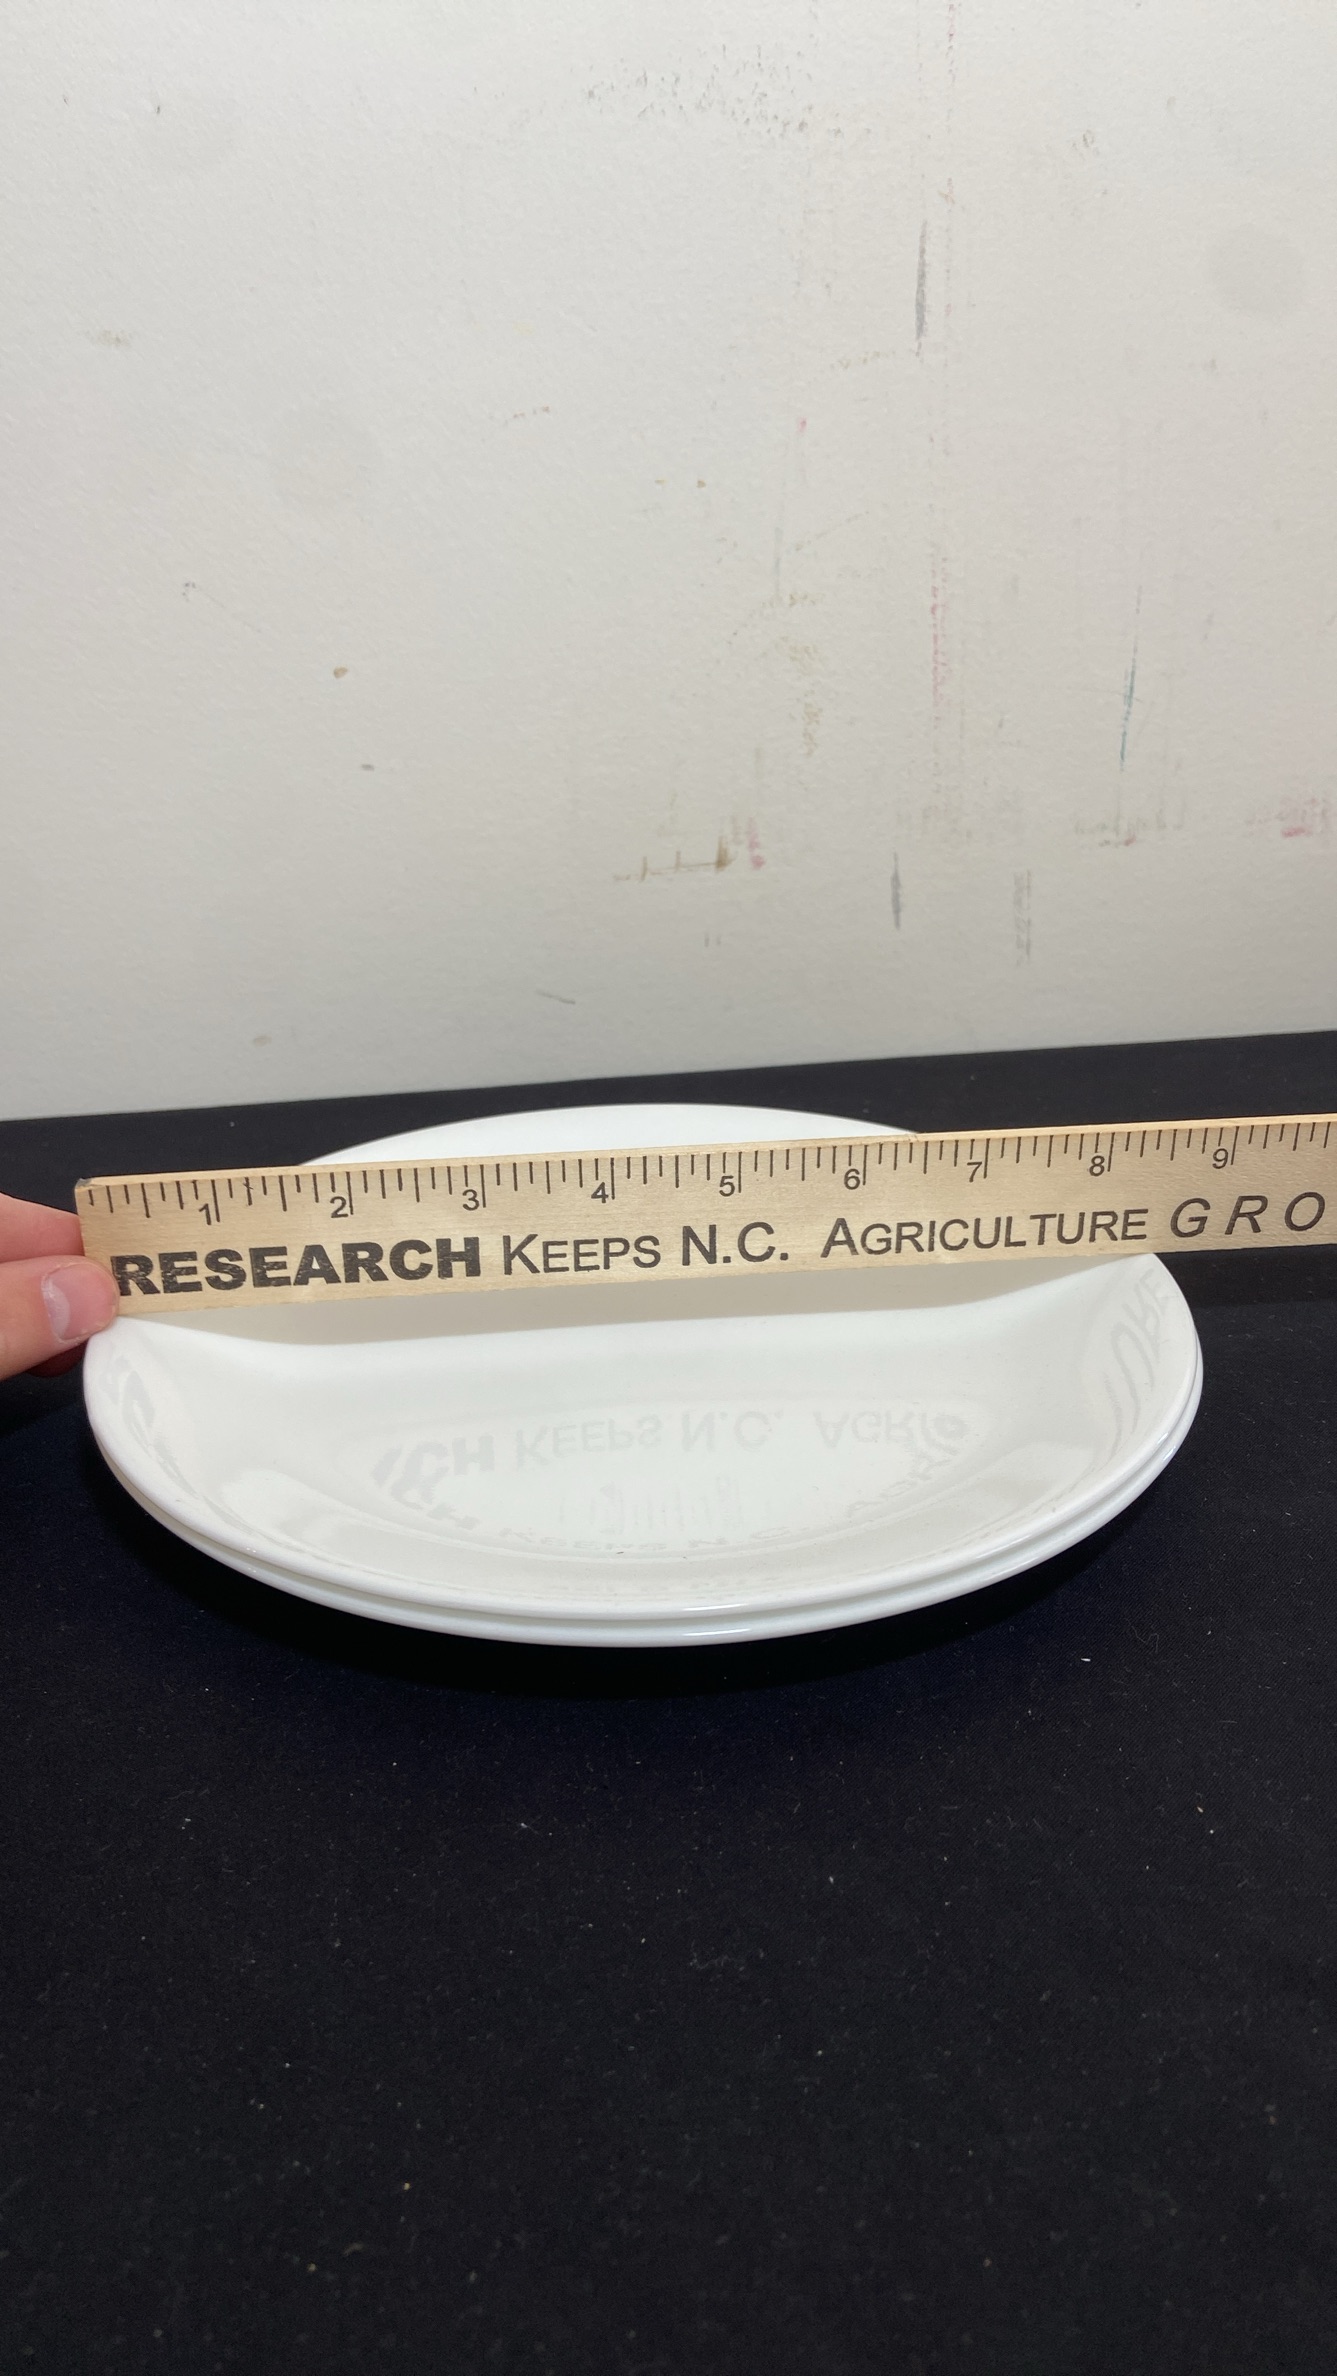 1 2 3 4 5 6 7 8 9
RESEARCH KEEPS N.C. AGRICULTURE GRO